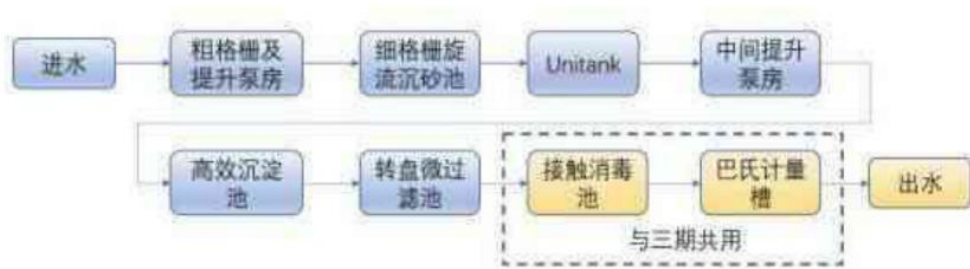 进水
粗格栅及
提升泵房
细格栅旋
流沉砂池
Unitank
中间提升
泵房
高效沉淀
池
转盘微过
滤池
接触消毒
池
巴氏计量
槽
出水
与三期共用